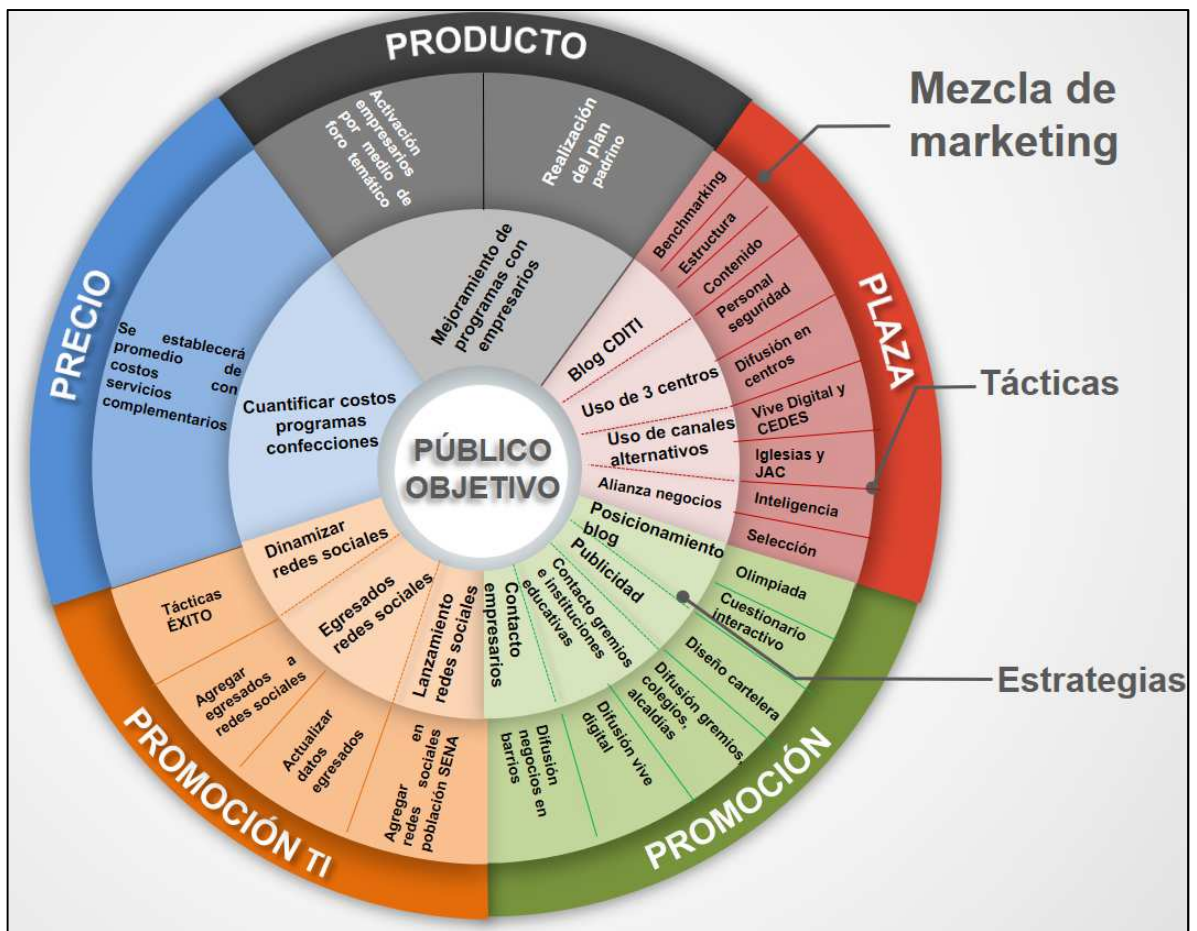 PRODUCTO
Activación
empresarios
por medio de
foro temático
Realización
del plan
padrino
Mejoramiento de
programas con
empresarios
Mezcla de
marketing
PLAZA
Benchmarking
Estructura
Contenido
Personal
seguridad
Difusión en
centros
Vive Digital y
CEDES
Iglesias y
JAC
Inteligencia
Selección
Blog CDITI
Uso de 3 centros
Uso de canales
alternativos
Alianza negocios
Tácticas
PRECIO
Se establecerá
promedio de
costos con
servicios
complementarios
Cuantificar costos
programas
confecciones
PÚBLICO
OBJETIVO
Posicionamiento
blog
Publicidad
Contacto gremios
e instituciones
educativas
Contacto
empresarios
Olimpiada
Cuestionario
interactivo
Diseño cartelera
Difusión gremios,
colegios,
alcaldías
Difusión vive
digital
Difusión
negocios en
barrios
PROMOCIÓN
Estrategias
Dinamizar
redes sociales
Egresados
redes sociales
Lanzamiento
redes sociales
Tácticas
ÉXITO
Agregar
egresados a
redes sociales
Actualizar
datos
egresados
Agregar en
redes sociales
población SENA
PROMOCIÓN TI